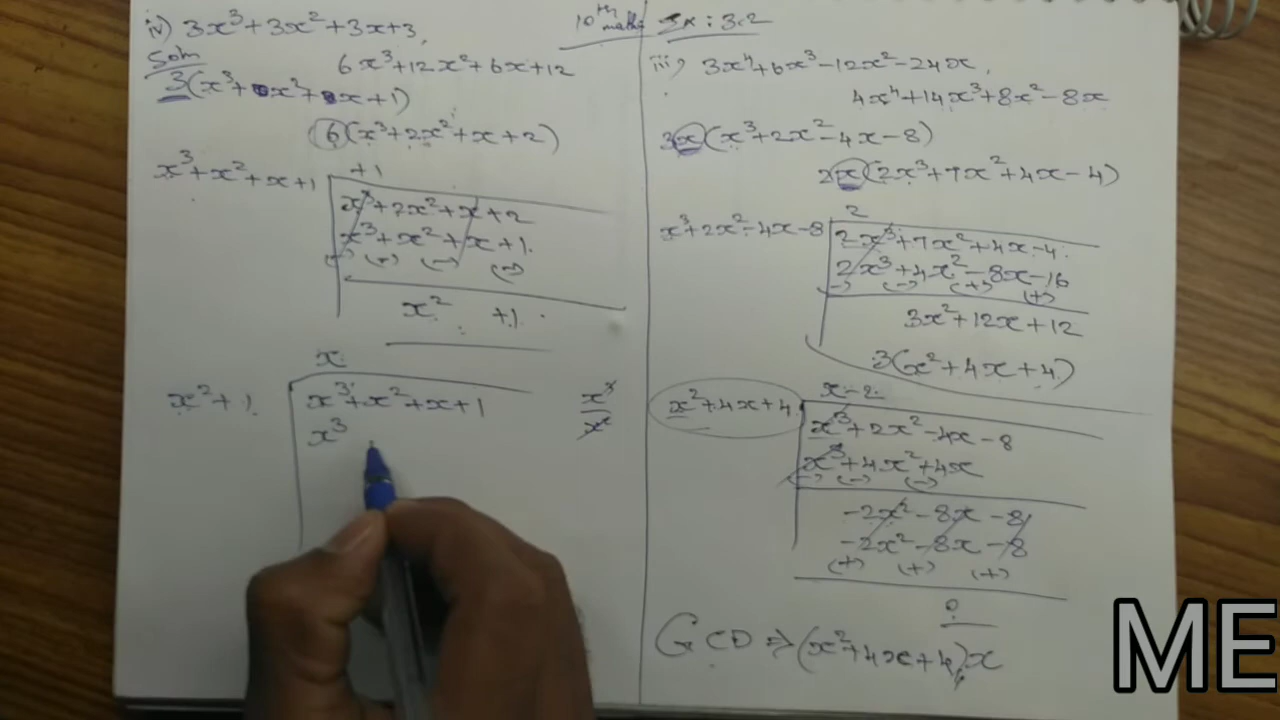 10th maths Ex : 3.2
iv) 3x³+3x²+3x+3,
Soln
6x³+12x²+6x+12
3(x³+x²+x+1)
6(x³+2x²+x+2)
+1
x³+x²+x+1
x³+2x²+x+2
x³+x²+x+1.
(-) (-) (-) (-)
x² +1.
x
x²+1
x³+x²+x+1
x³
x³
x²
iii) 3x⁴+6x³-12x²-24x,
4x⁴+14x³+8x²-8x
3x(x³+2x²-4x-8)
2x(2x³+7x²+4x-4)
2
x³+2x²-4x-8
2x³+7x²+4x-4.
2x³+4x²-8x-16
(-) (-) (+) (+)
3x²+12x+12
3(x²+4x+4)
x-2
x²+4x+4
x³+2x²-4x-8
x³+4x²+4x
(-) (-) (-)
-2x²-8x-8
-2x²-8x-8
(+) (+) (+)
0
GCD ⇒ (x²+4x+4)x
ME